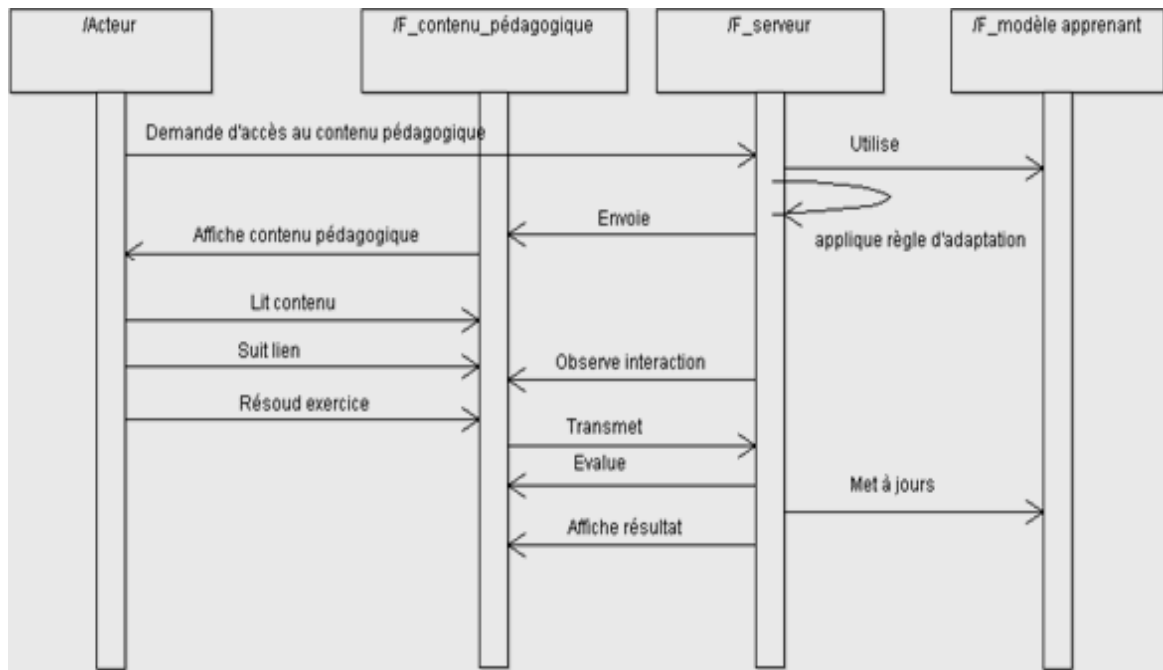 /Acteur
/F_contenu_pédagogique
/F_serveur
/F_modèle apprenant
Demande d'accès au contenu pédagogique
Utilise
Envoie
applique règle d'adaptation
Affiche contenu pédagogique
Lit contenu
Suit lien
Observe interaction
Résoud exercice
Transmet
Evalue
Met à jours
Affiche résultat